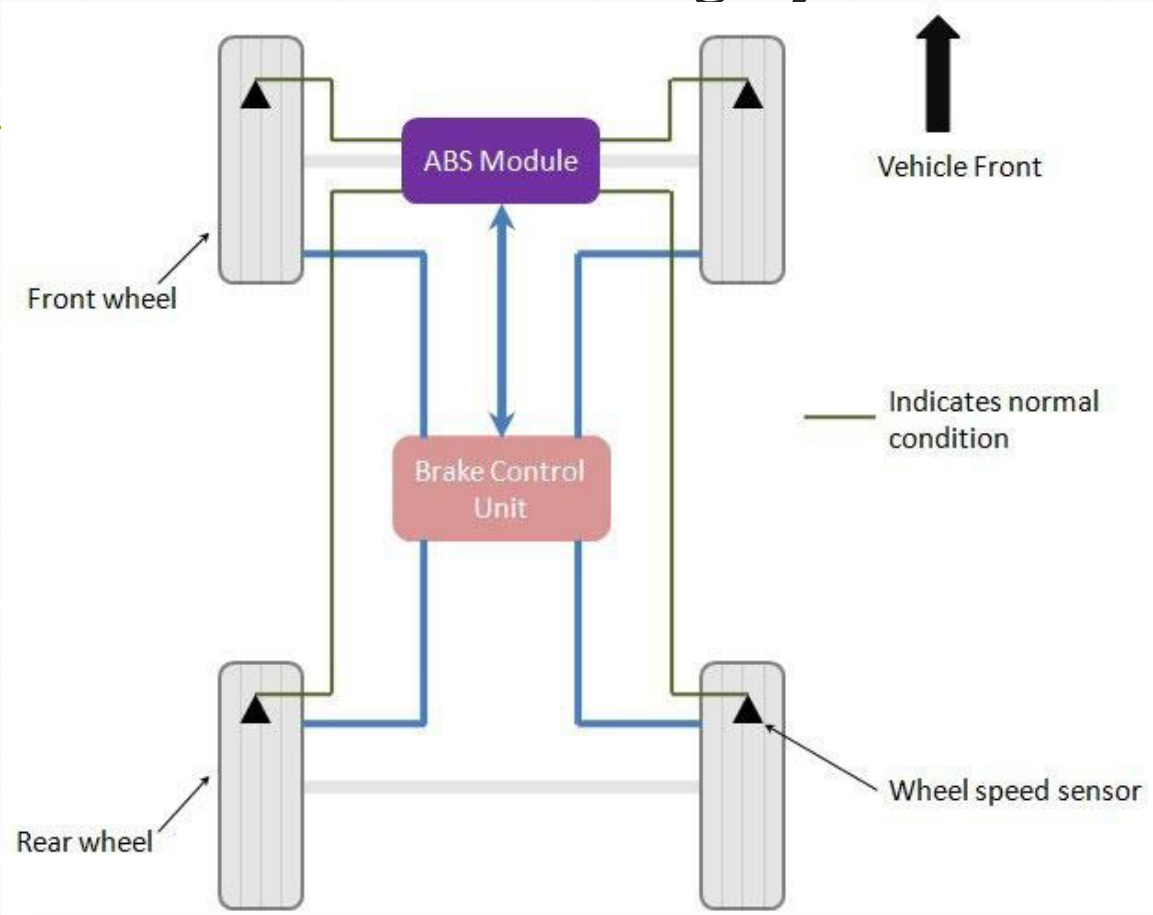 ABS Module
Vehicle Front
Front wheel
Indicates normal
condition
Brake Control
Unit
Wheel speed sensor
Rear wheel